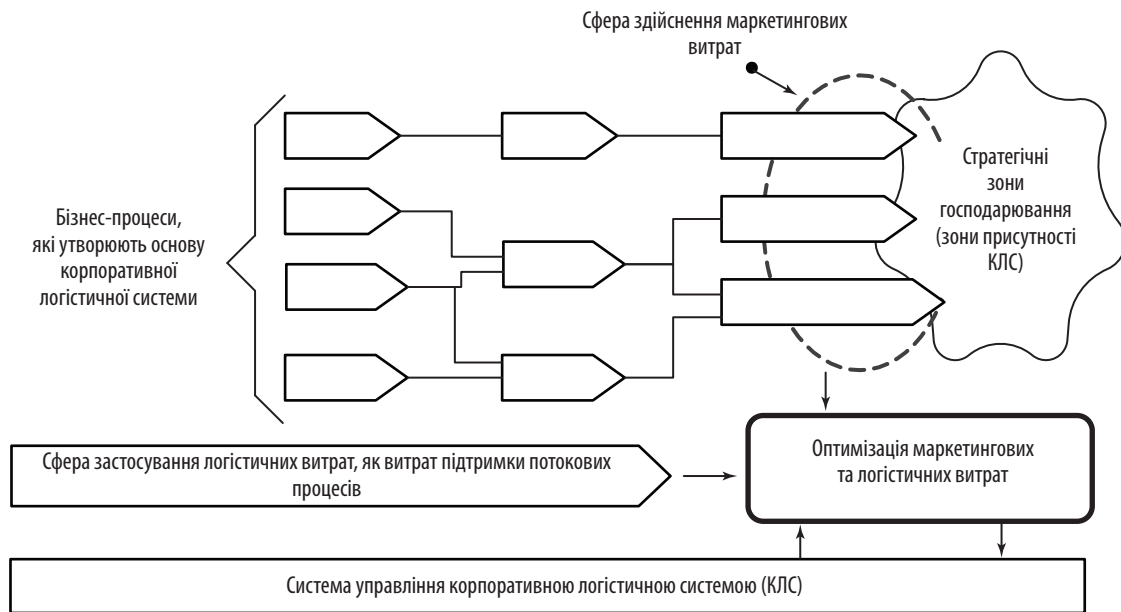 Сфера здійснення маркетингових
витрат
Бізнес-процеси,
які утворюють основу
корпоративної
логістичної системи
Стратегічні
зони
господарювання
(зони присутності
КЛС)
Сфера застосування логістичних витрат, як витрат підтримки потокових
процесів
Оптимізація маркетингових
та логістичних витрат
Система управління корпоративною логістичною системою (КЛС)